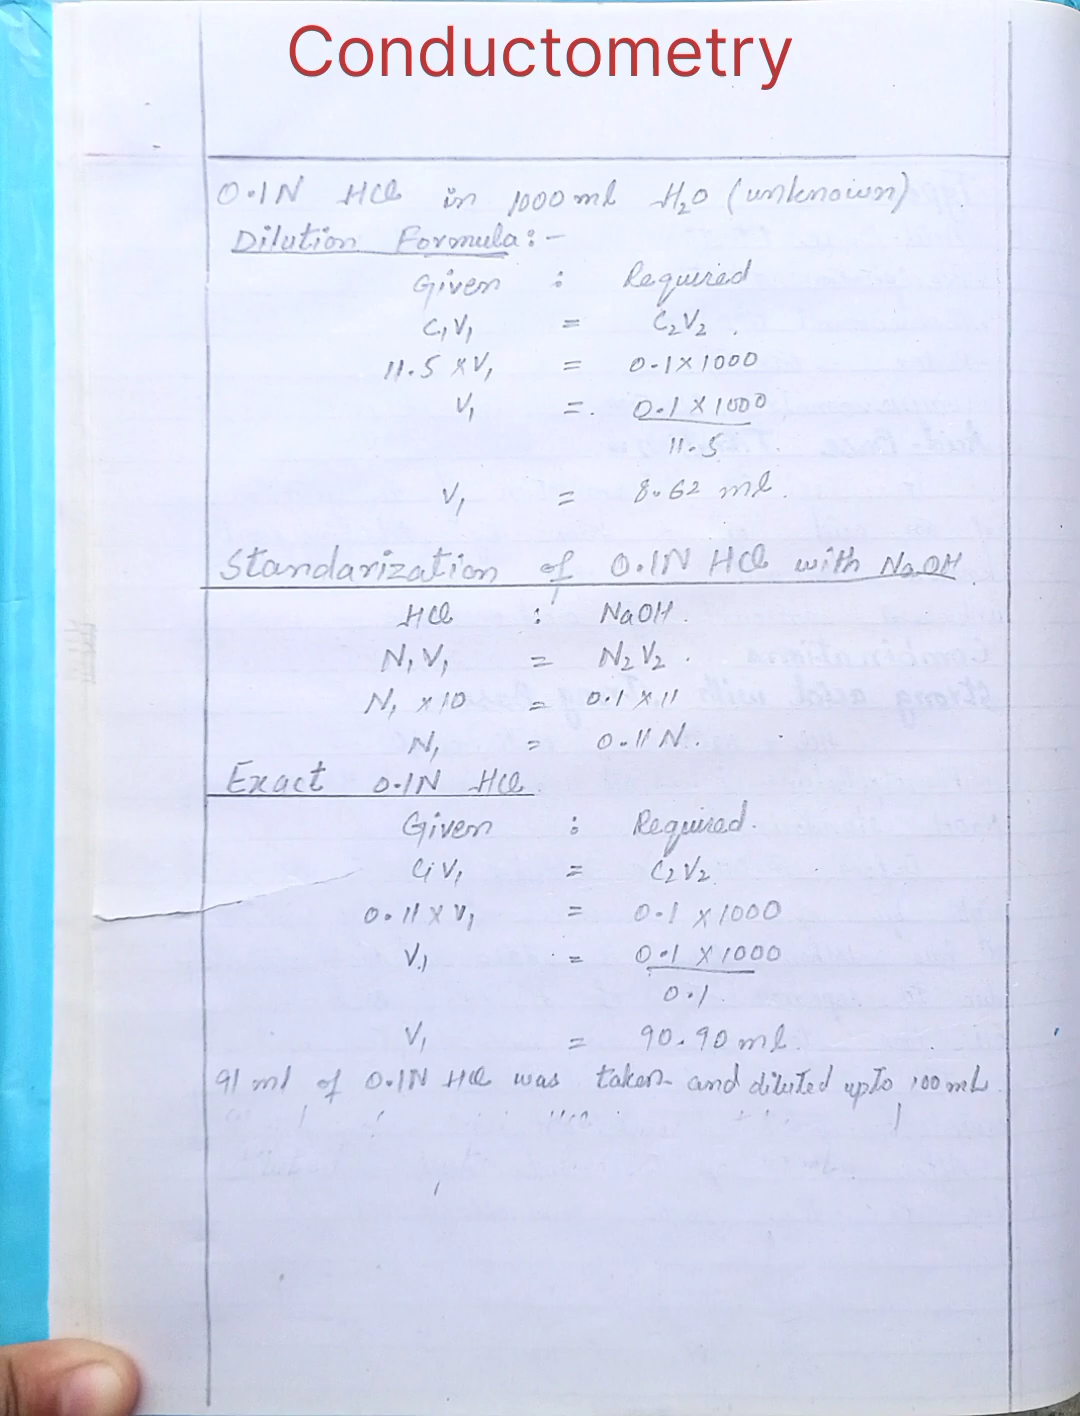 Conductometry
0.1N HCl in 1000 ml H₂O (unknown)
Dilution Formula:-
Given : Required
C₁V₁ = C₂V₂.
11.5 × V₁ = 0.1×1000
V₁ =. 0.1 × 1000
11.5.
V₁ = 8.62 ml.
Standarization of 0.1N HCl with NaOH.
HCl : NaOH.
N₁V₁ = N₂V₂.
N₁ ×10 = 0.1 × 11
N₁ = 0.11 N.
Exact 0.1N HCl.
Given : Required.
C₁V₁ = C₂V₂.
0.11 × V₁ = 0.1 × 1000
V₁ = 0.1 × 1000
0.1.
V₁ = 90.90 ml.
91 ml of 0.1N HCl was taken and diluted upto 100 mL.